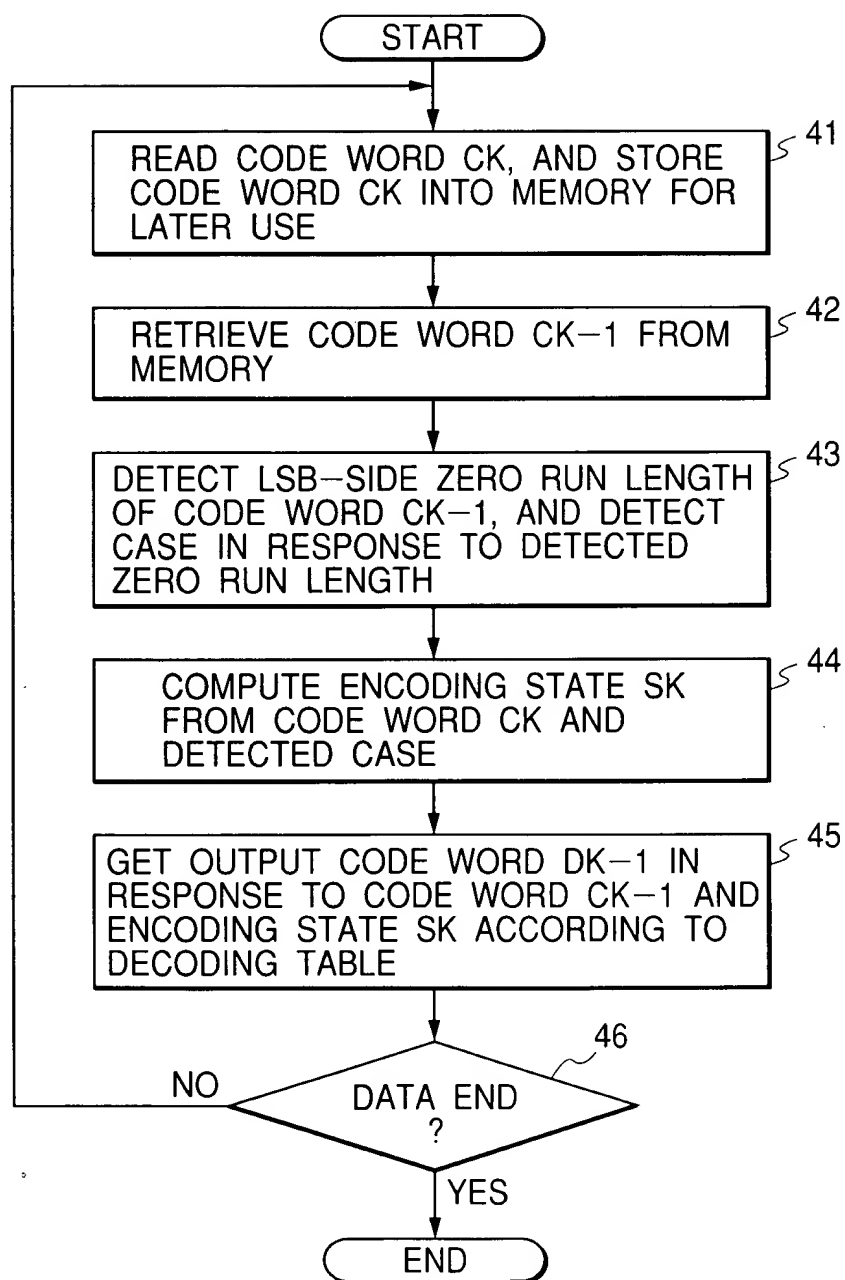 START
41
READ CODE WORD CK, AND STORE
CODE WORD CK INTO MEMORY FOR
LATER USE
42
RETRIEVE CODE WORD CK-1 FROM
MEMORY
43
DETECT LSB-SIDE ZERO RUN LENGTH
OF CODE WORD CK-1, AND DETECT
CASE IN RESPONSE TO DETECTED
ZERO RUN LENGTH
44
COMPUTE ENCODING STATE SK
FROM CODE WORD CK AND
DETECTED CASE
45
GET OUTPUT CODE WORD DK-1 IN
RESPONSE TO CODE WORD CK-1 AND
ENCODING STATE SK ACCORDING TO
DECODING TABLE
46
NO
DATA END
?
YES
END